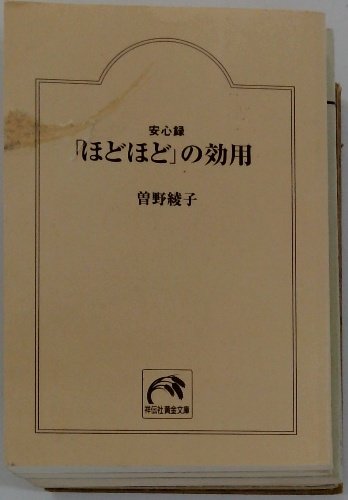 安心録
「ほどほど」の効用
曽野綾子
祥伝社黄金文庫